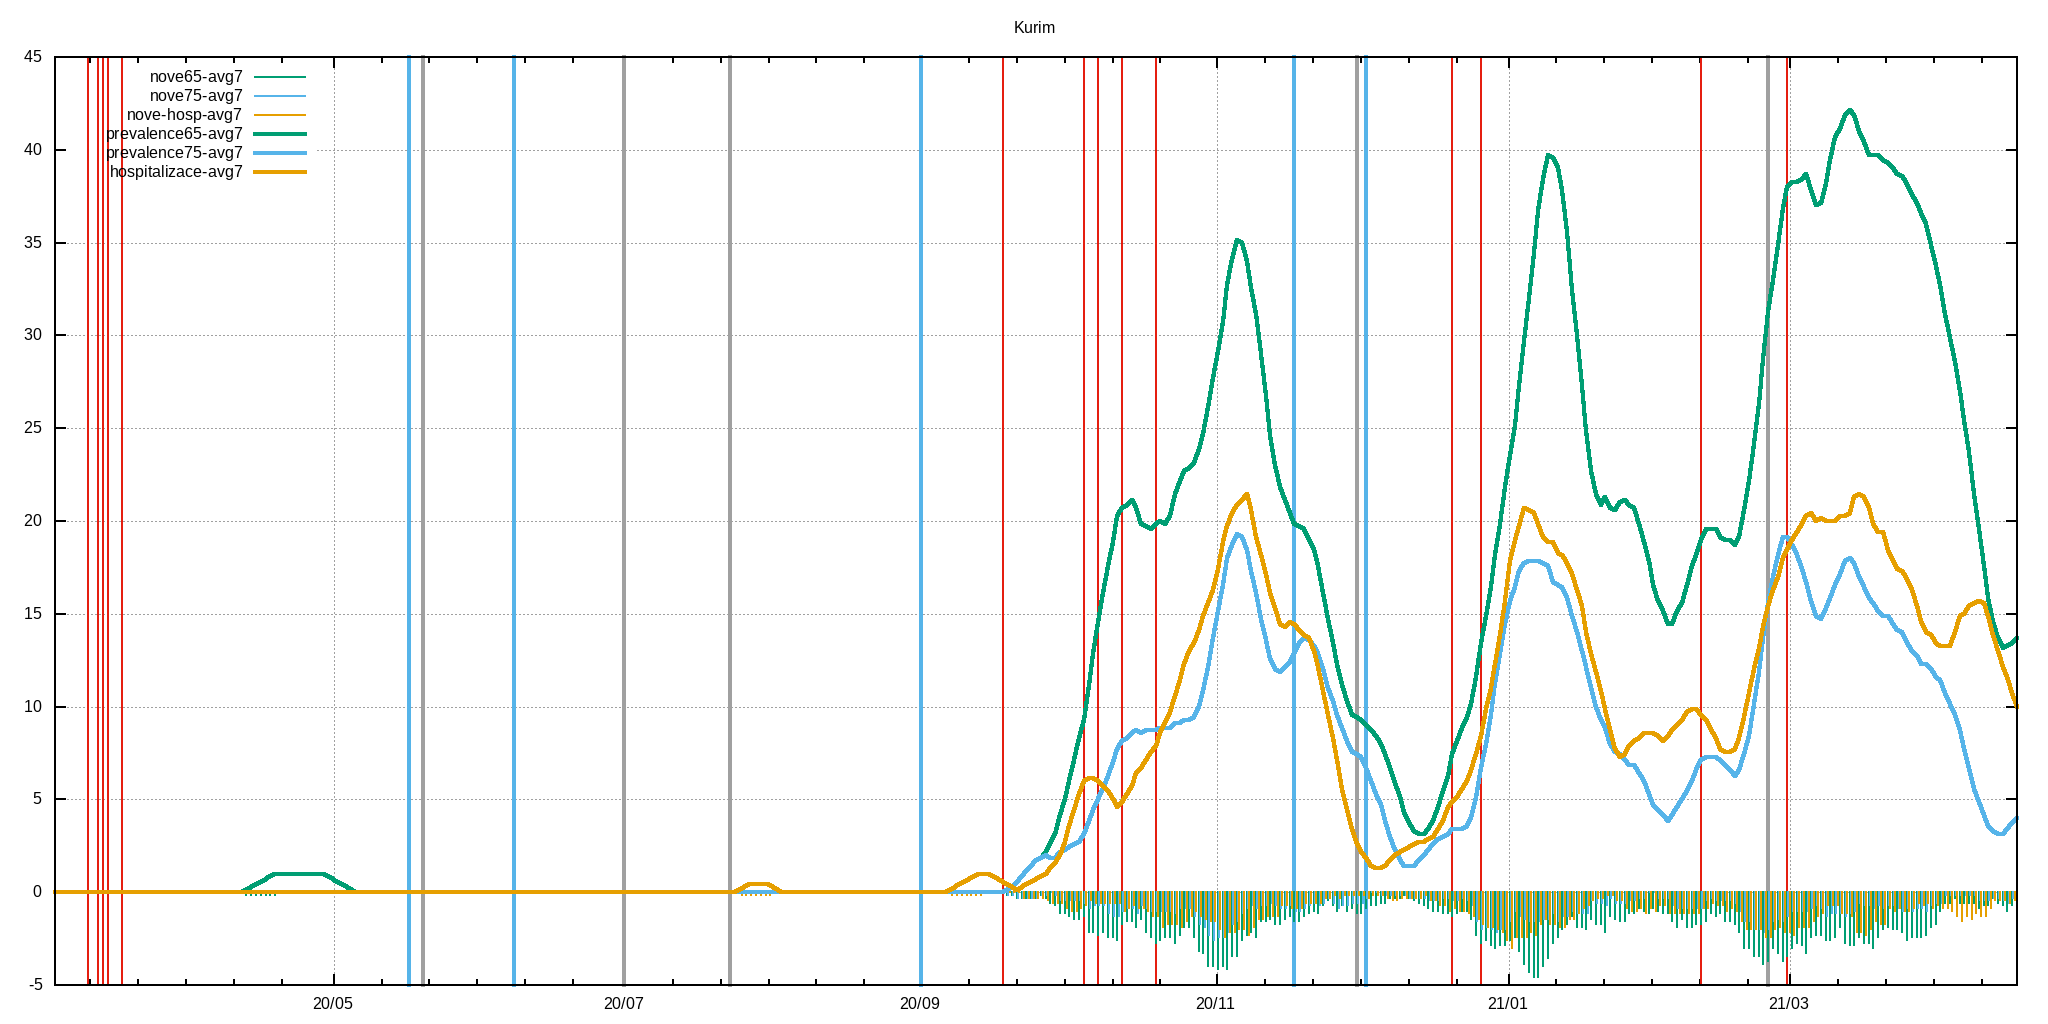 Kurim
45
40
35
30
25
20
15
10
5
0
-5
nove65-avg7
nove75-avg7
nove-hosp-avg7
prevalence65-avg7
prevalence75-avg7
hospitalizace-avg7
20/05 20/07 20/09 20/11 21/01 21/03